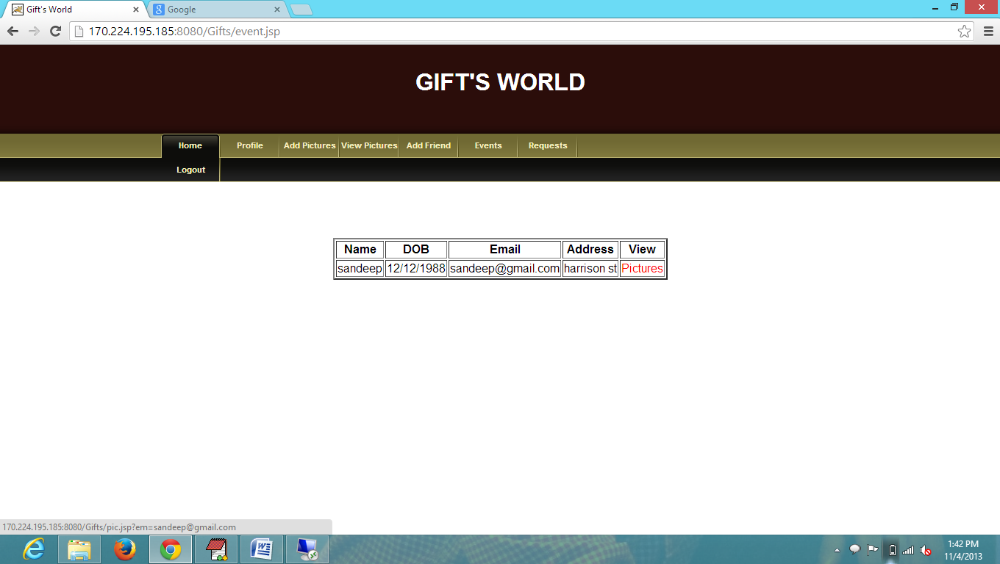 Gift's World
Google
170.224.195.185:8080/Gifts/event.jsp
GIFT'S WORLD
Home Profile Add Pictures View Pictures Add Friend Events Requests
Logout
Name DOB Email Address View
sandeep 12/12/1988 sandeep@gmail.com harrison st Pictures
170.224.195.185:8080/Gifts/pic.jsp?em=sandeep@gmail.com
1:42 PM
11/4/2013